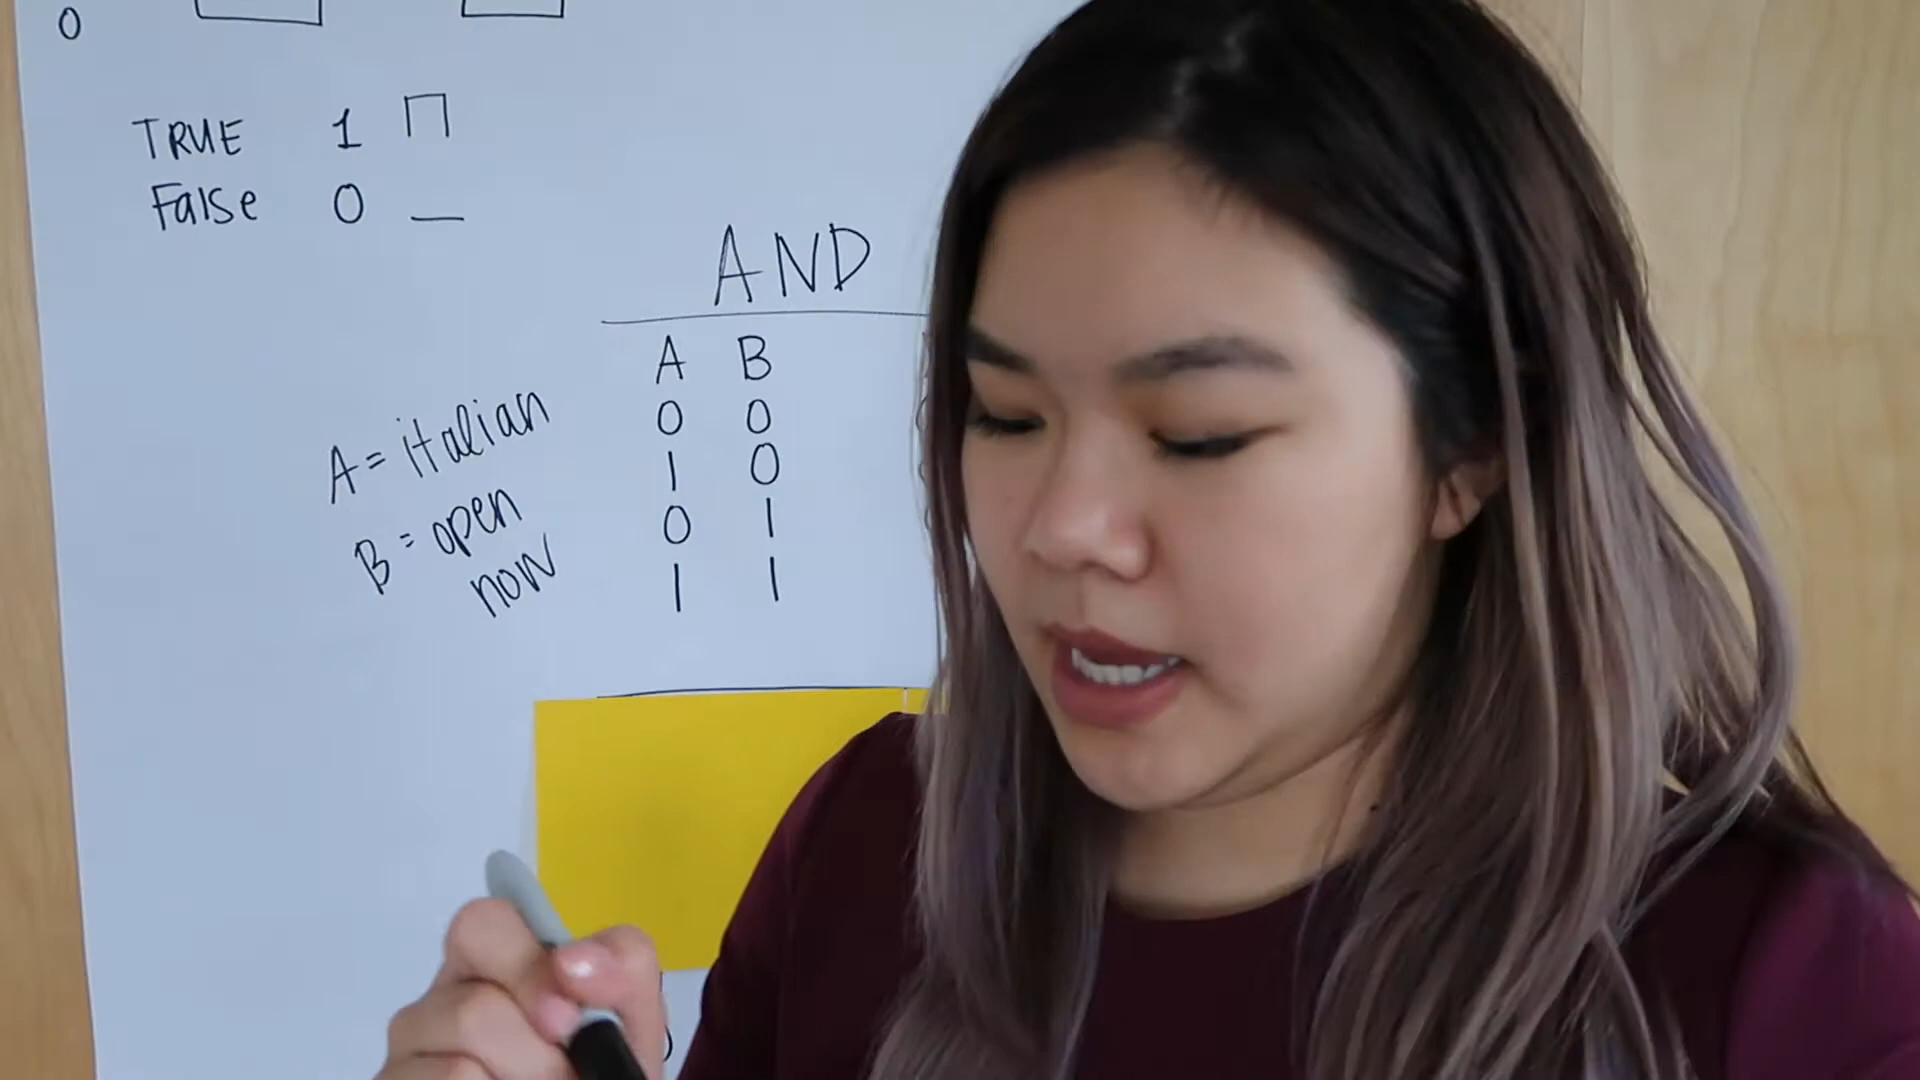 0
TRUE 1
False 0
AND
A B
0 0
1 0
0 1
1 1
A = italian
B = open
now